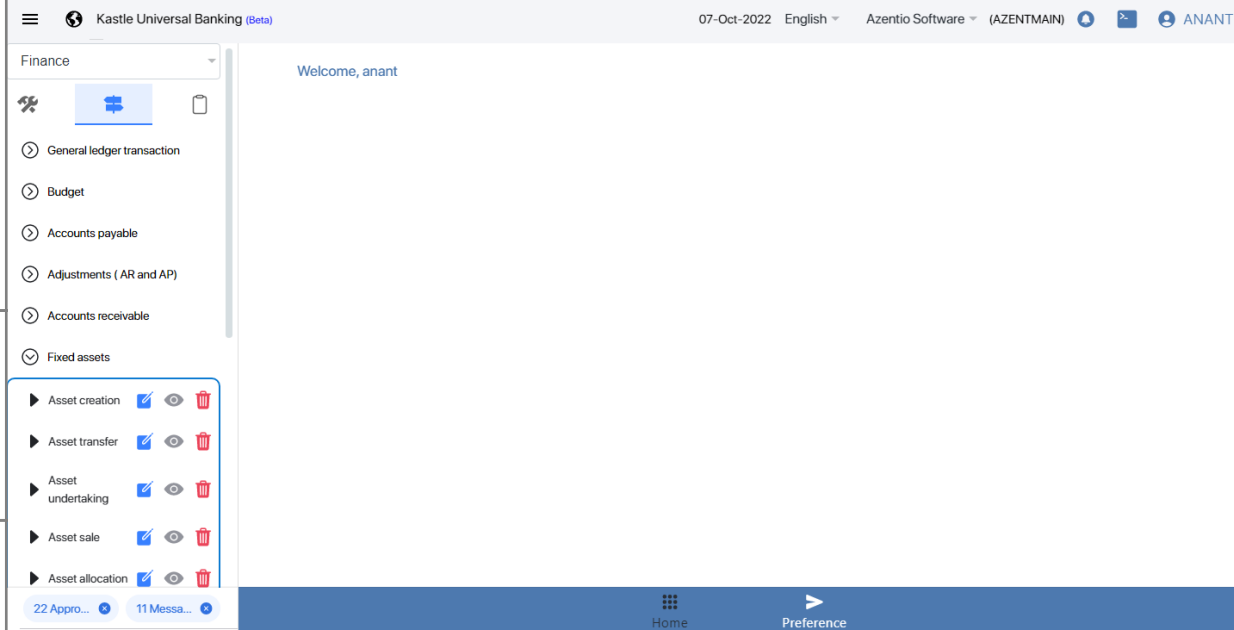 Kastle Universal Banking (Beta)
07-Oct-2022 English Azentio Software (AZENTMAIN) ANANT
Finance
Welcome, anant
General ledger transaction
Budget
Accounts payable
Adjustments ( AR and AP)
Accounts receivable
Fixed assets
Asset creation
Asset transfer
Asset
undertaking
Asset sale
Asset allocation
22 Appro... 11 Messa...
Home
Preference